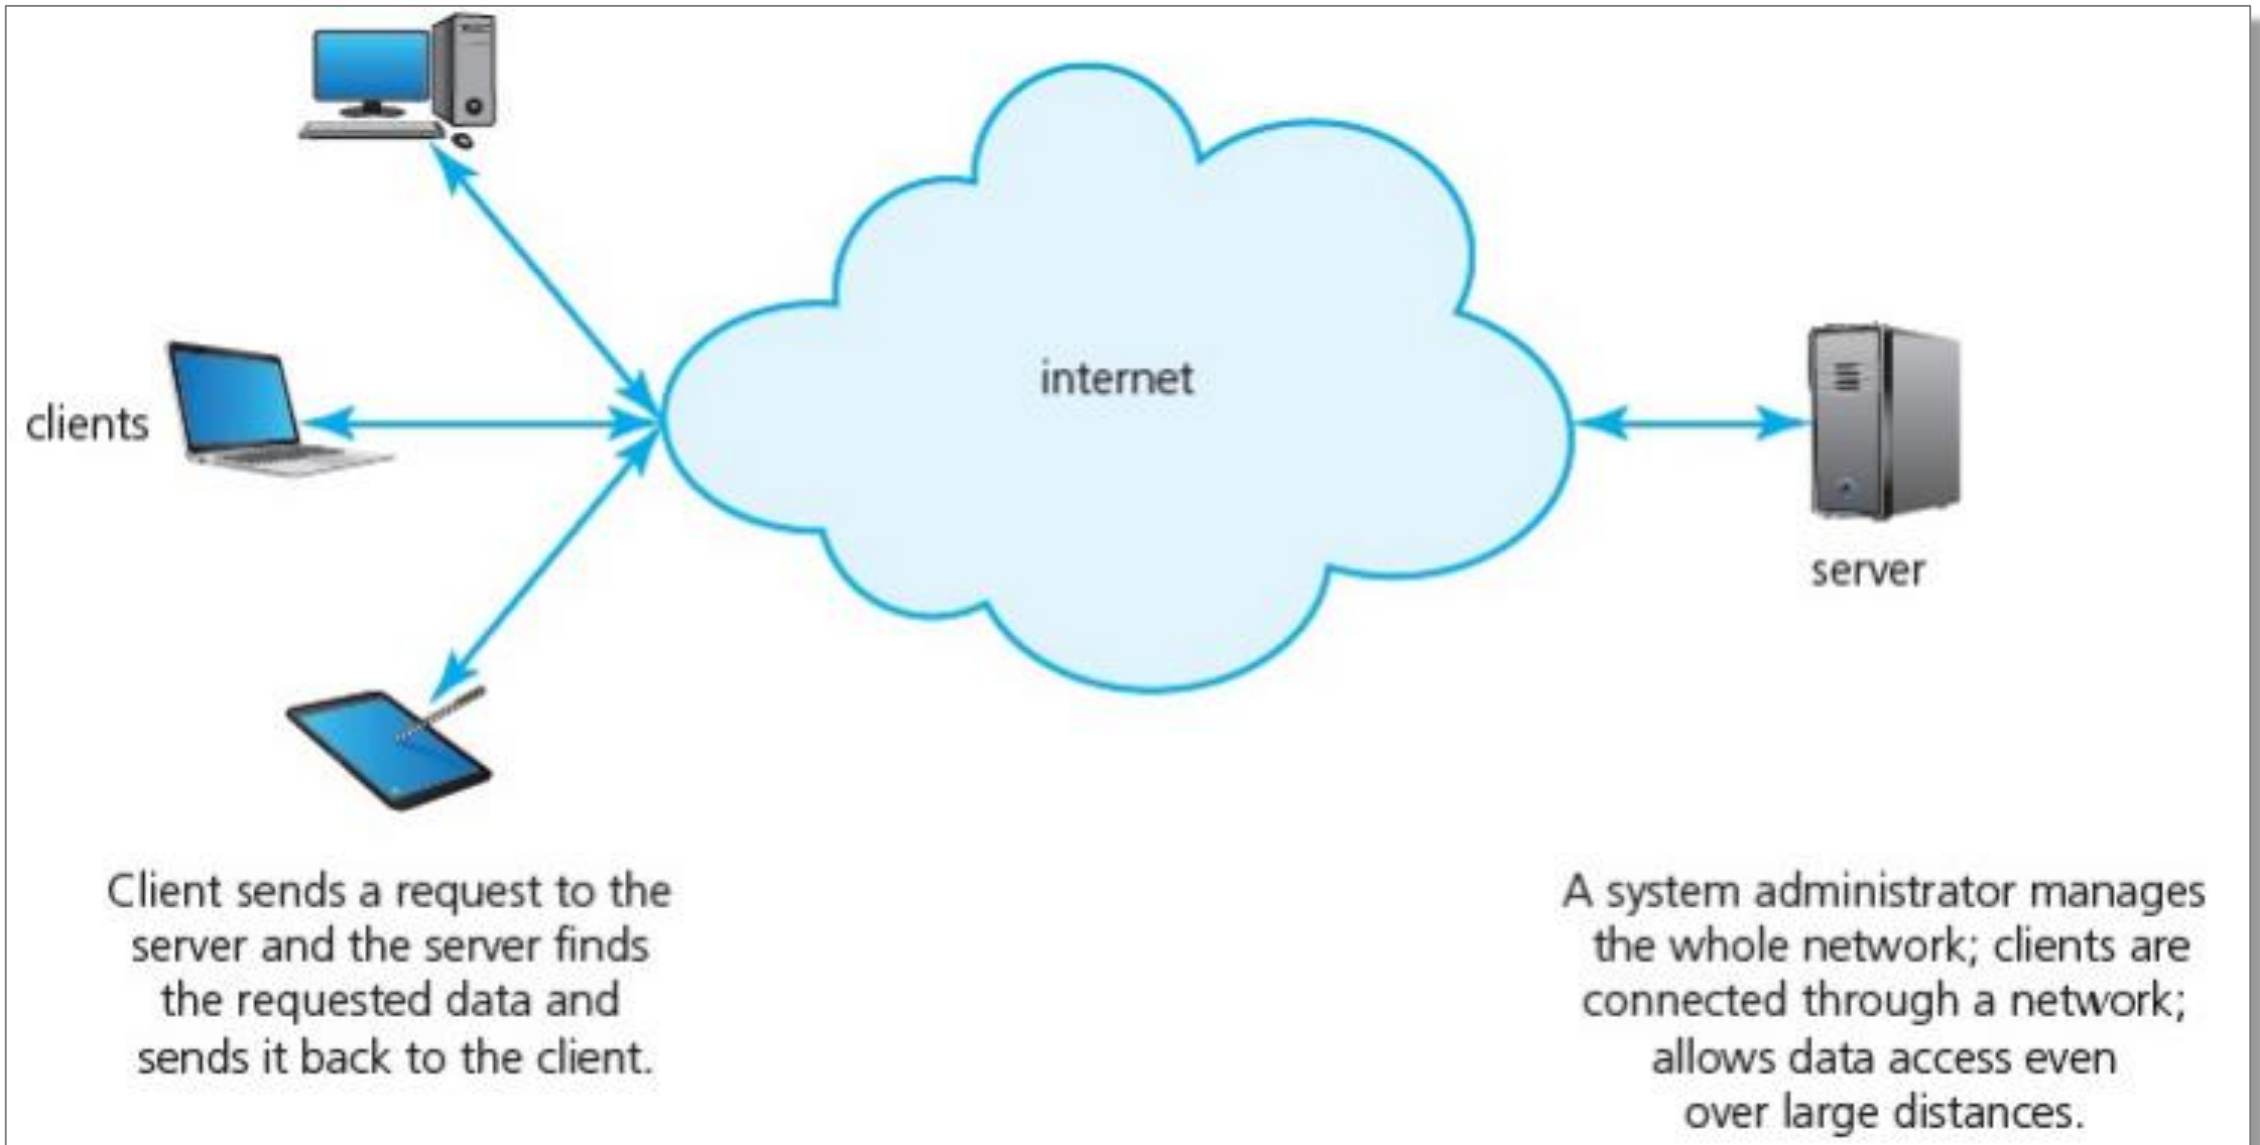 clients
internet
server
Client sends a request to the
server and the server finds
the requested data and
sends it back to the client.
A system administrator manages
the whole network; clients are
connected through a network;
allows data access even
over large distances.